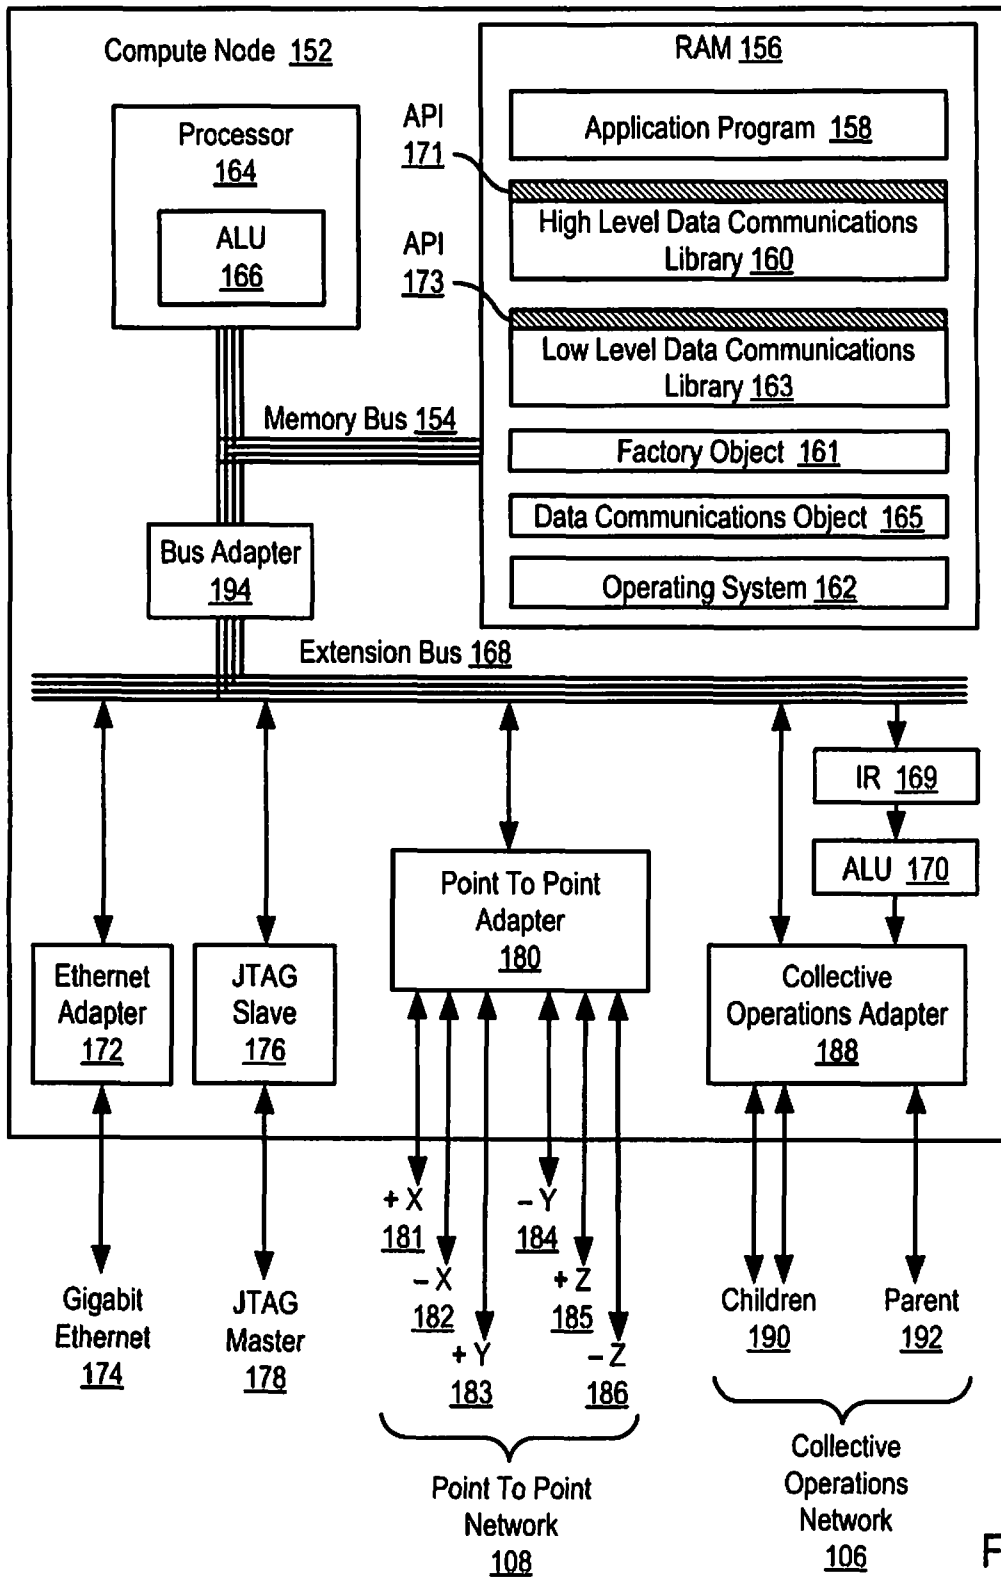 Compute Node 152
RAM 156
Processor
164
ALU
166
API
171
API
173
Application Program 158
High Level Data Communications
Library 160
Low Level Data Communications
Library 163
Factory Object 161
Data Communications Object 165
Operating System 162
Memory Bus 154
Bus Adapter
194
Extension Bus 168
IR 169
ALU 170
Ethernet
Adapter
172
JTAG
Slave
176
Point To Point
Adapter
180
Collective
Operations Adapter
188
+ X
181
– X
182
+ Y
183
– Y
184
+ Z
185
– Z
186
Gigabit
Ethernet
174
JTAG
Master
178
Children
190
Parent
192
Point To Point
Network
108
Collective
Operations
Network
106
F